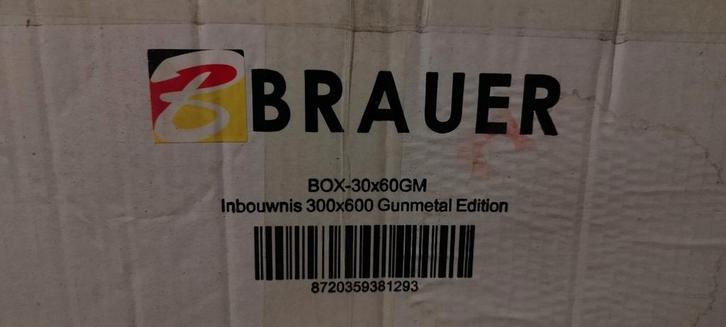 BRAUER
BOX-30x60GM
Inbouwnis 300x600 Gunmetal Edition
8720359381293